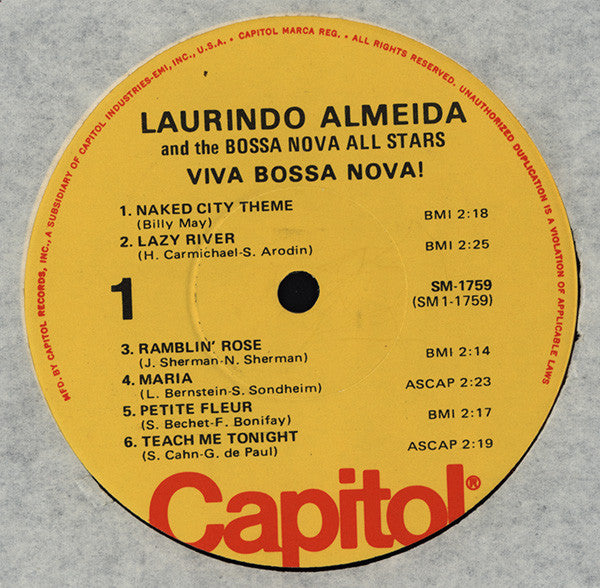 MFD. BY CAPITOL RECORDS, INC., A SUBSIDIARY OF CAPITOL INDUSTRIES-EMI, INC., U.S.A. • CAPITOL MARCA REG. • ALL RIGHTS RESERVED. UNAUTHORIZED DUPLICATION IS A VIOLATION OF APPLICABLE LAWS
LAURINDO ALMEIDA
and the BOSSA NOVA ALL STARS
VIVA BOSSA NOVA!
1. NAKED CITY THEME
(Billy May) BMI 2:18
2. LAZY RIVER
(H. Carmichael-S. Arodin) BMI 2:25
1
SM-1759
(SM1-1759)
3. RAMBLIN' ROSE
(J. Sherman-N. Sherman) BMI 2:14
4. MARIA
(L. Bernstein-S. Sondheim) ASCAP 2:23
5. PETITE FLEUR
(S. Bechet-F. Bonifay) BMI 2:17
6. TEACH ME TONIGHT
(S. Cahn-G. de Paul) ASCAP 2:19
Capitol®